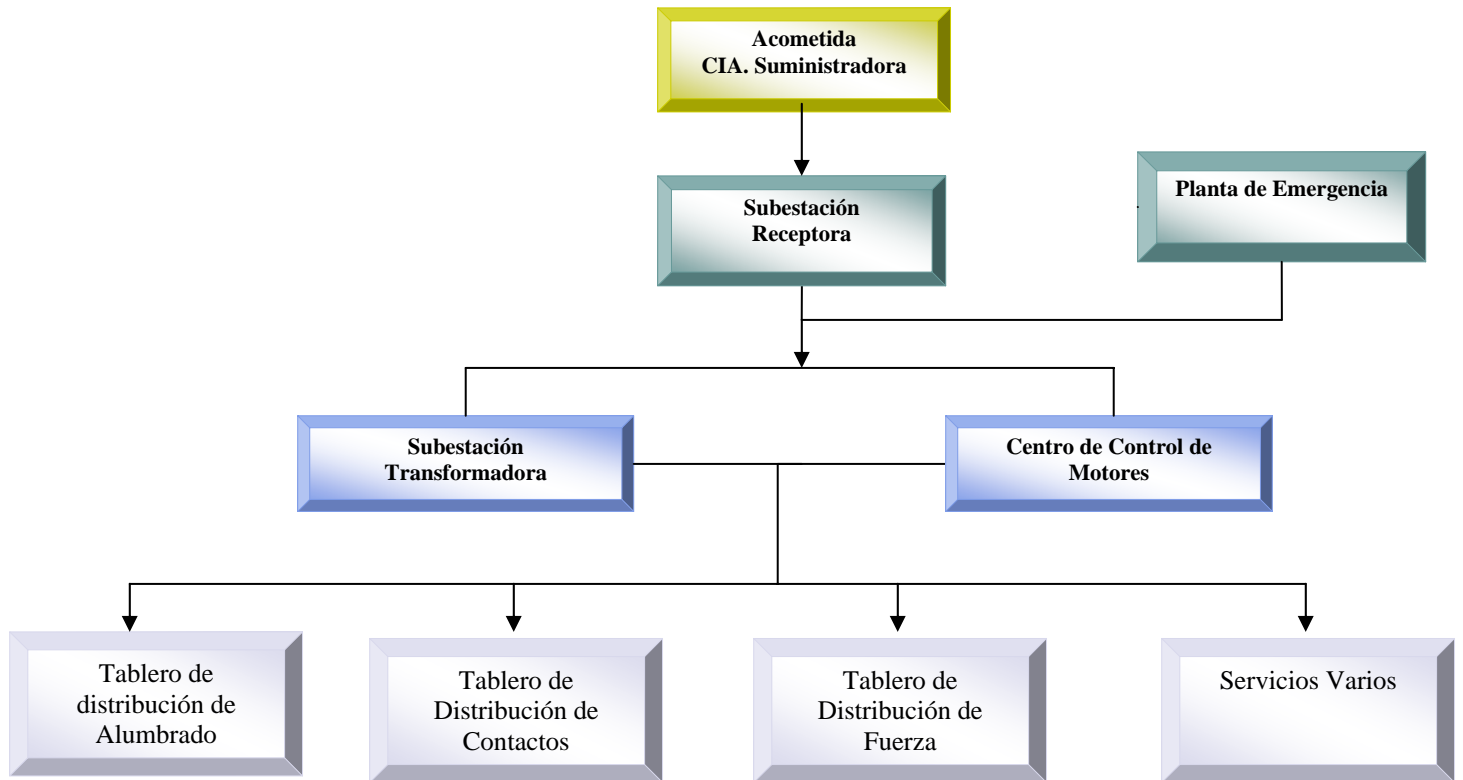 Acometida
CIA. Suministradora
Subestación
Receptora
Planta de Emergencia
Subestación
Transformadora
Centro de Control de
Motores
Tablero de
distribución de
Alumbrado
Tablero de
Distribución de
Contactos
Tablero de
Distribución de
Fuerza
Servicios Varios